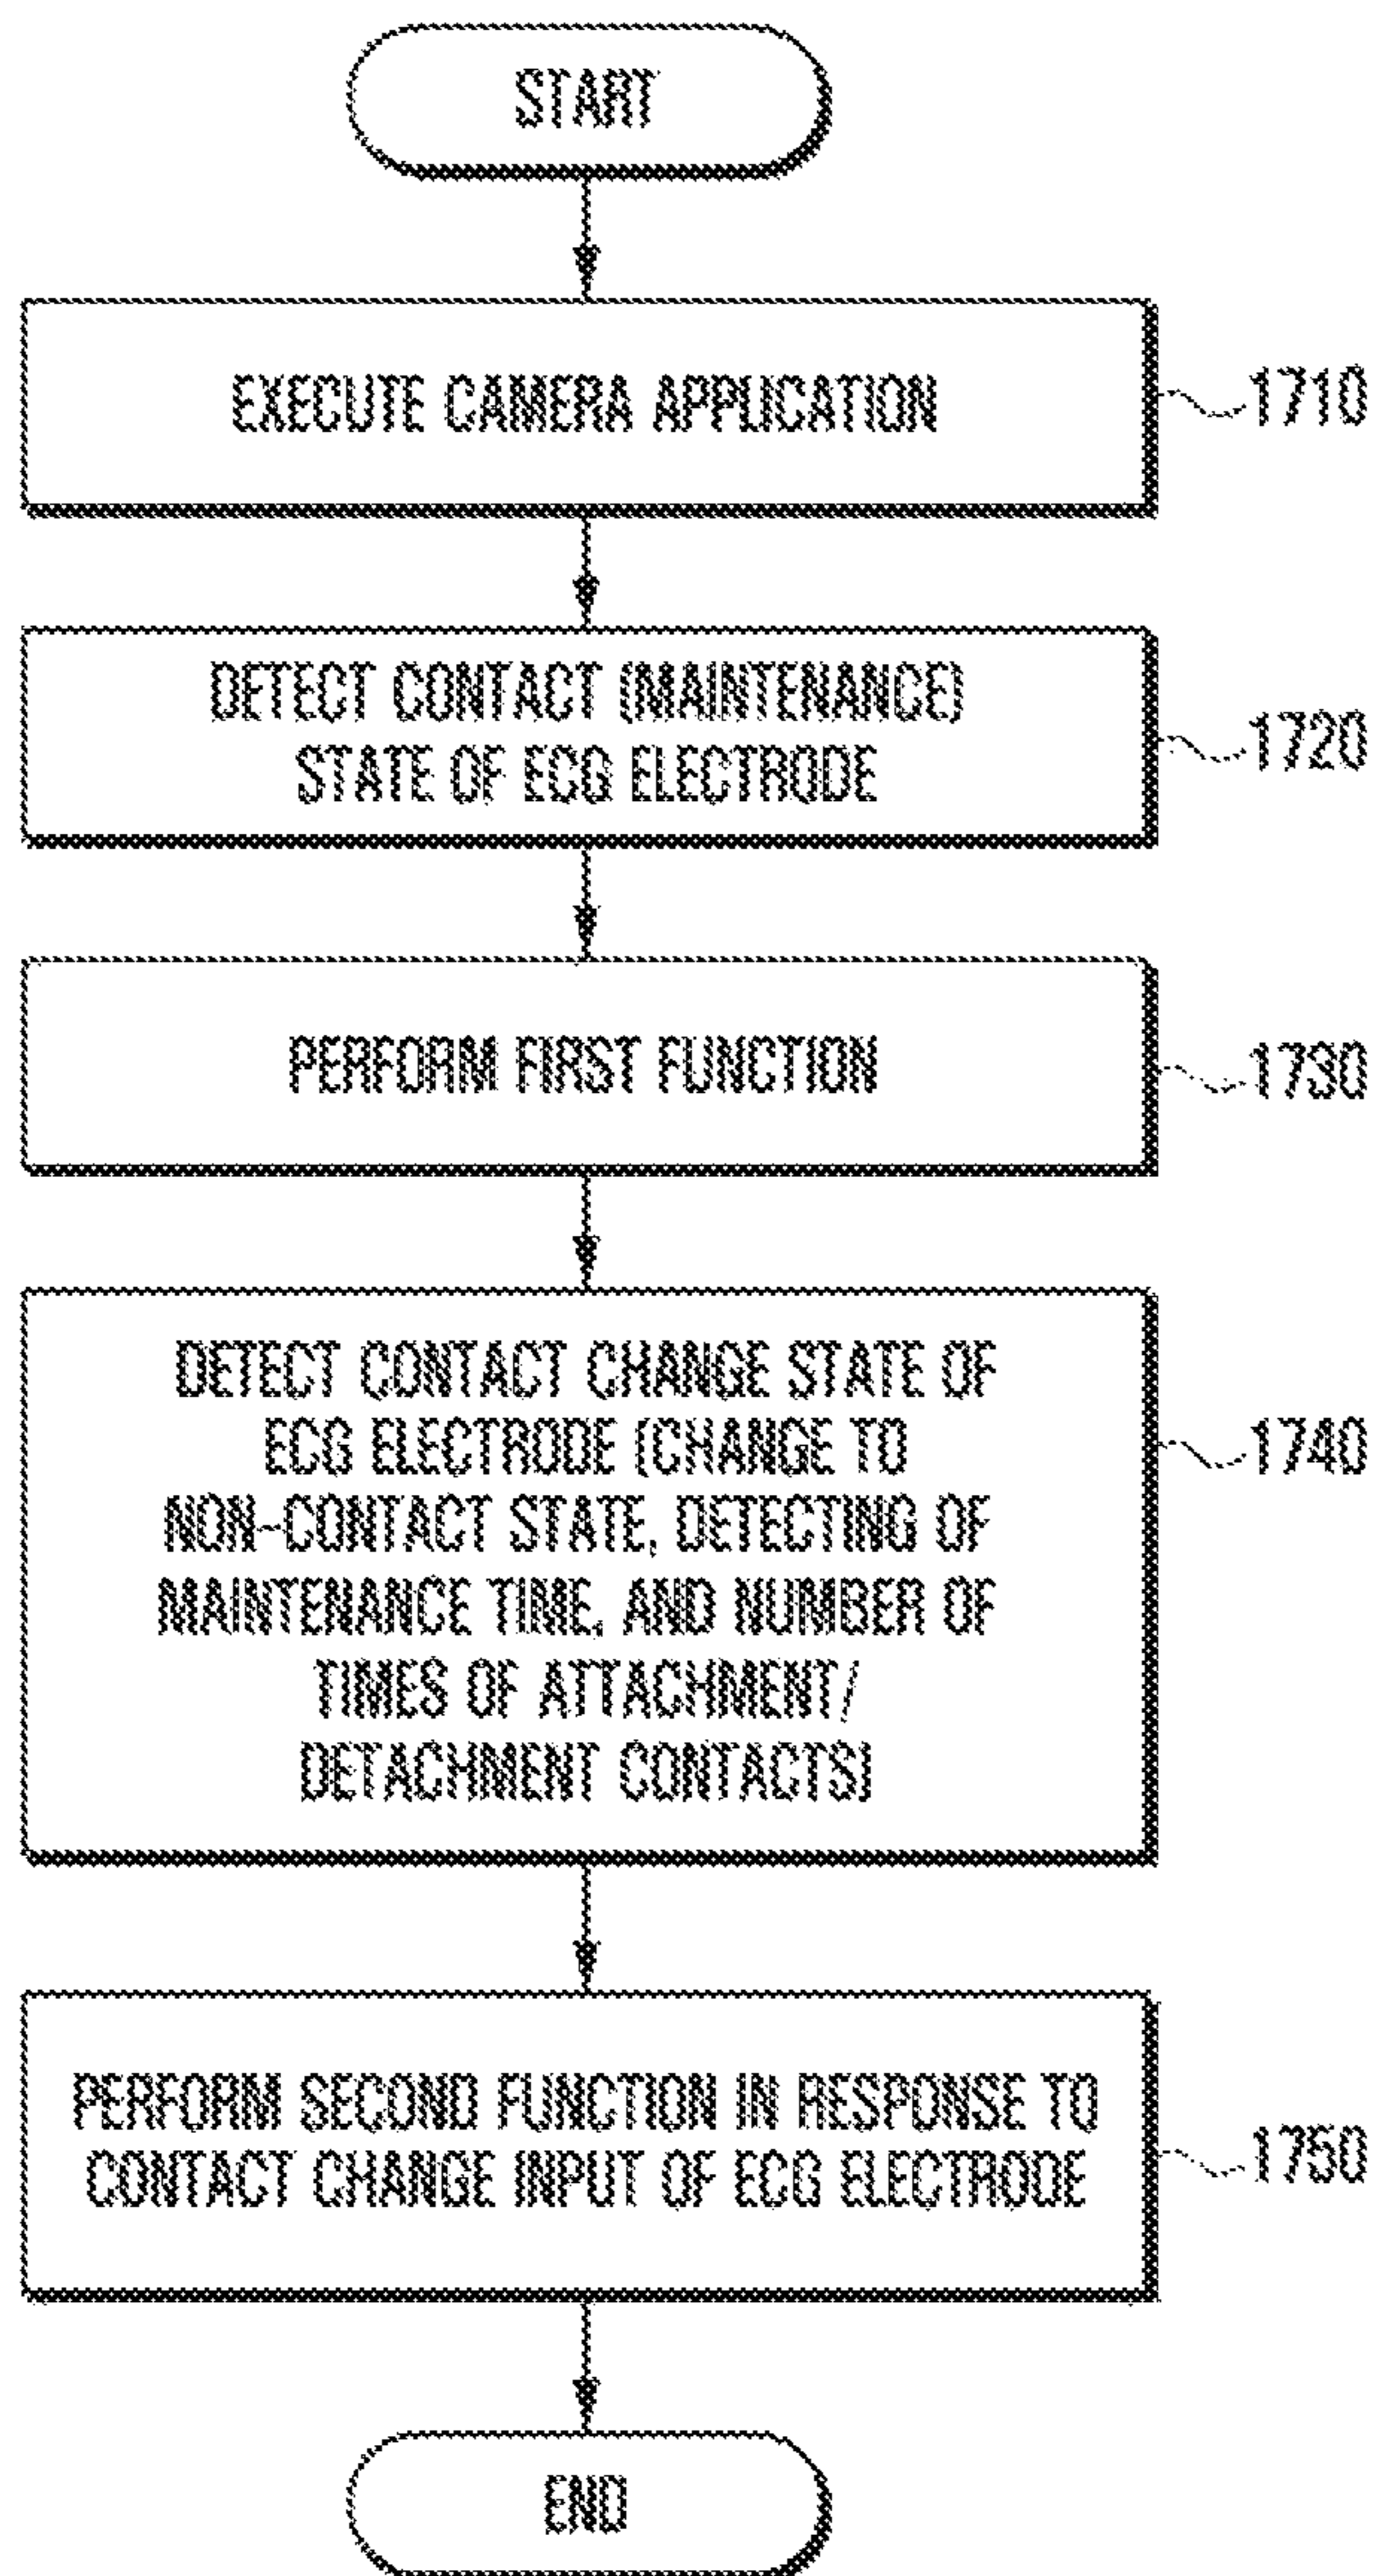 START
EXECUTE CAMERA APPLICATION
1710
DETECT CONTACT (MAINTENANCE)
STATE OF ECG ELECTRODE
1720
PERFORM FIRST FUNCTION
1730
DETECT CONTACT CHANGE STATE OF
ECG ELECTRODE (CHANGE TO
NON-CONTACT STATE, DETECTING OF
MAINTENANCE TIME, AND NUMBER OF
TIMES OF ATTACHMENT/
DETACHMENT CONTACTS)
1740
PERFORM SECOND FUNCTION IN RESPONSE TO
CONTACT CHANGE INPUT OF ECG ELECTRODE
1750
END